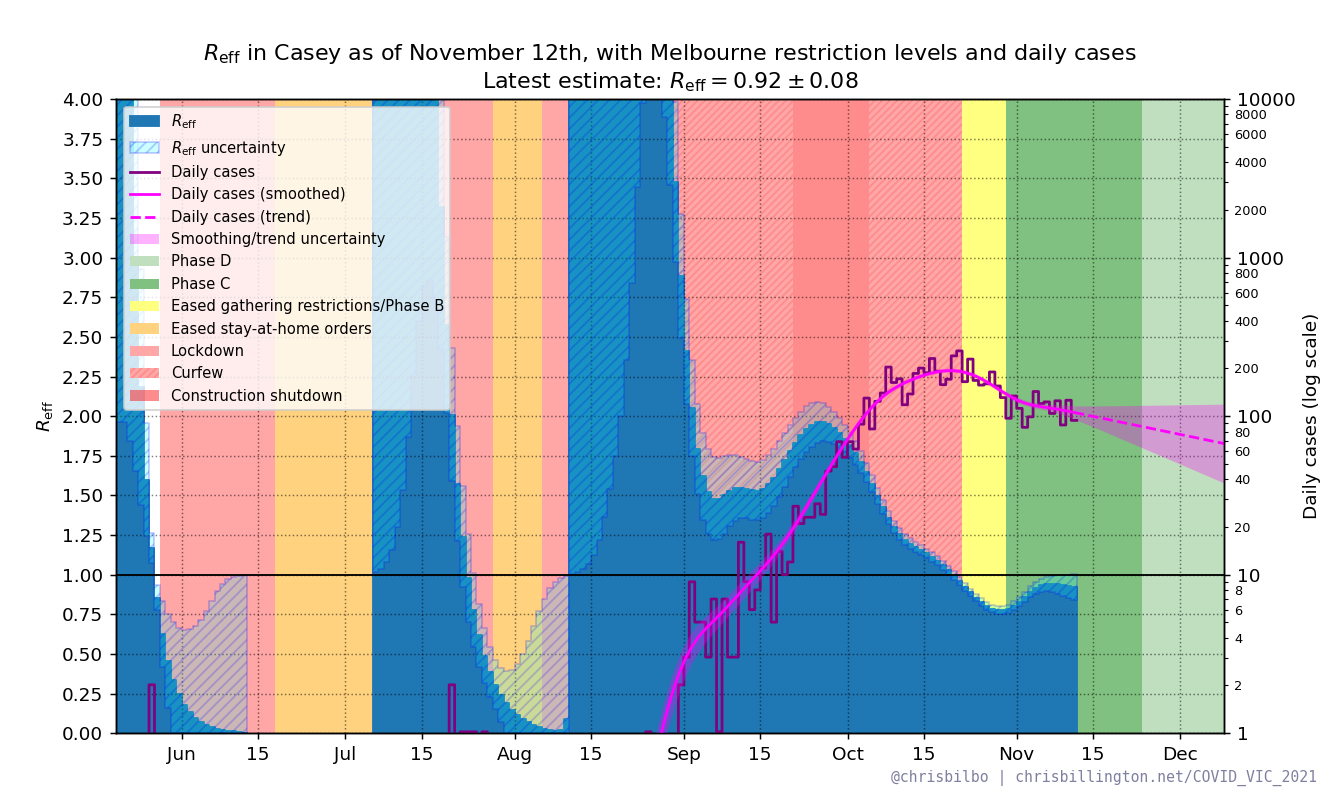 Reff in Casey as of November 12th, with Melbourne restriction levels and daily cases
Latest estimate: Reff = 0.92 ± 0.08
Reff
Reff uncertainty
Daily cases
Daily cases (smoothed)
Daily cases (trend)
Smoothing/trend uncertainty
Phase D
Phase C
Eased gathering restrictions/Phase B
Eased stay-at-home orders
Lockdown
Curfew
Construction shutdown
Reff
4.00
3.75
3.50
3.25
3.00
2.75
2.50
2.25
2.00
1.75
1.50
1.25
1.00
0.75
0.50
0.25
0.00
Jun 15 Jul 15 Aug 15 Sep 15 Oct 15 Nov 15 Dec
10000
8000
6000
4000
2000
1000
800
600
400
200
100
80
60
40
20
10
8
6
4
2
1
Daily cases (log scale)
@chrisbilbo | chrisbillington.net/COVID_VIC_2021